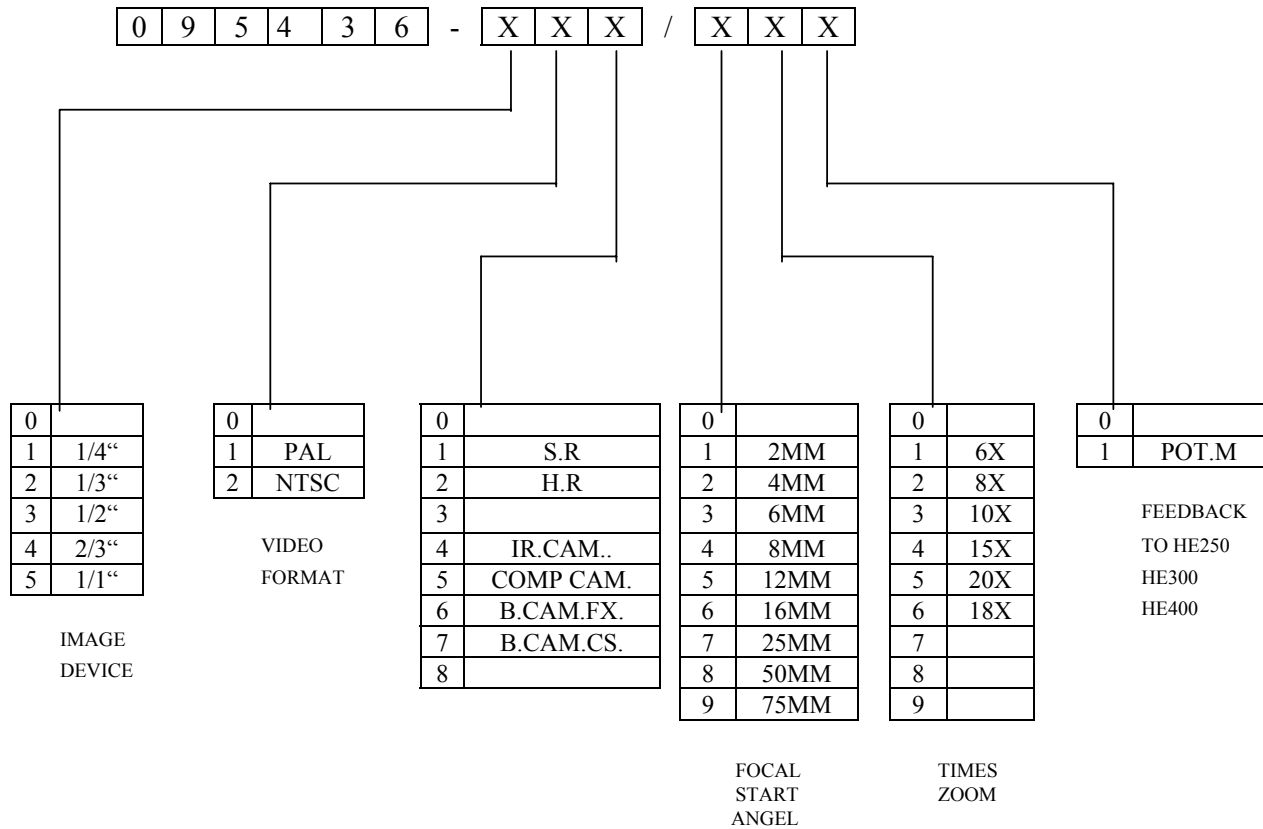 0 9 5 4 3 6 - X X X / X X X
0
1 1/4“
2 1/3“
3 1/2“
4 2/3“
5 1/1“
IMAGE
DEVICE
0
1 PAL
2 NTSC
VIDEO
FORMAT
0
1 S.R
2 H.R
3
4 IR.CAM..
5 COMP CAM.
6 B.CAM.FX.
7 B.CAM.CS.
8
0
1 2MM
2 4MM
3 6MM
4 8MM
5 12MM
6 16MM
7 25MM
8 50MM
9 75MM
FOCAL
START
ANGEL
0
1 6X
2 8X
3 10X
4 15X
5 20X
6 18X
7
8
9
TIMES
ZOOM
0
1 POT.M
FEEDBACK
TO HE250
HE300
HE400